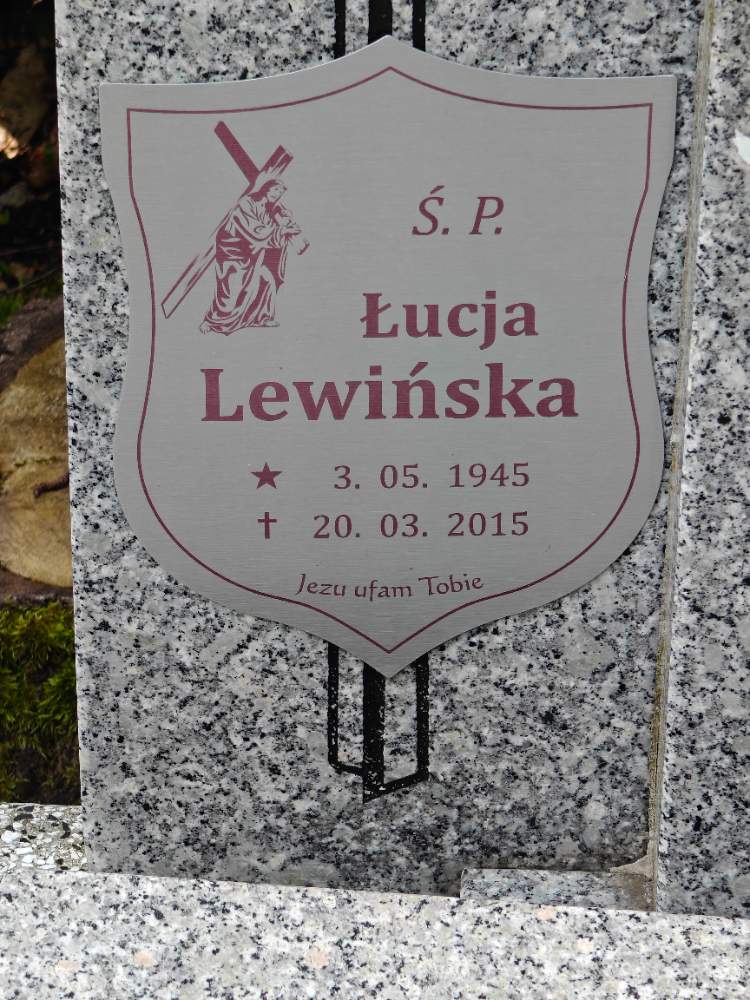 Ś. P.
Łucja
Lewińska
★ 3. 05. 1945
✝ 20. 03. 2015
Jezu ufam Tobie